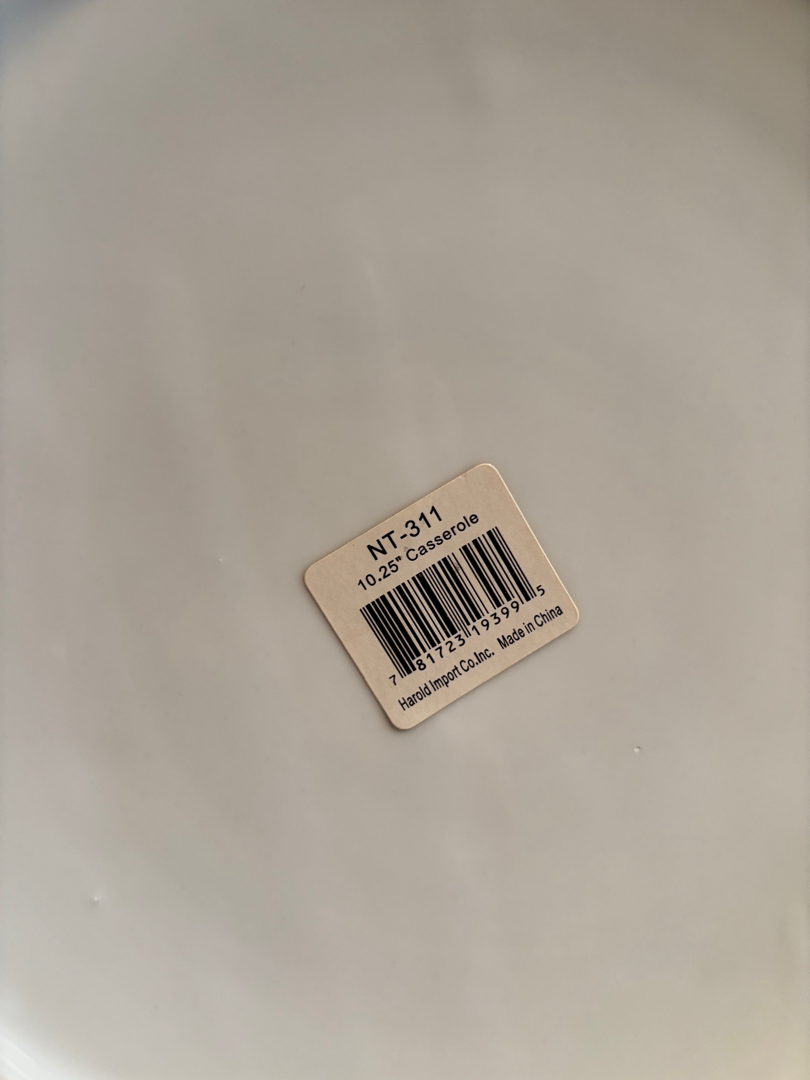 NT-311
10.25" Casserole
7 81723 19399 5
Harold Import Co.Inc. Made in China